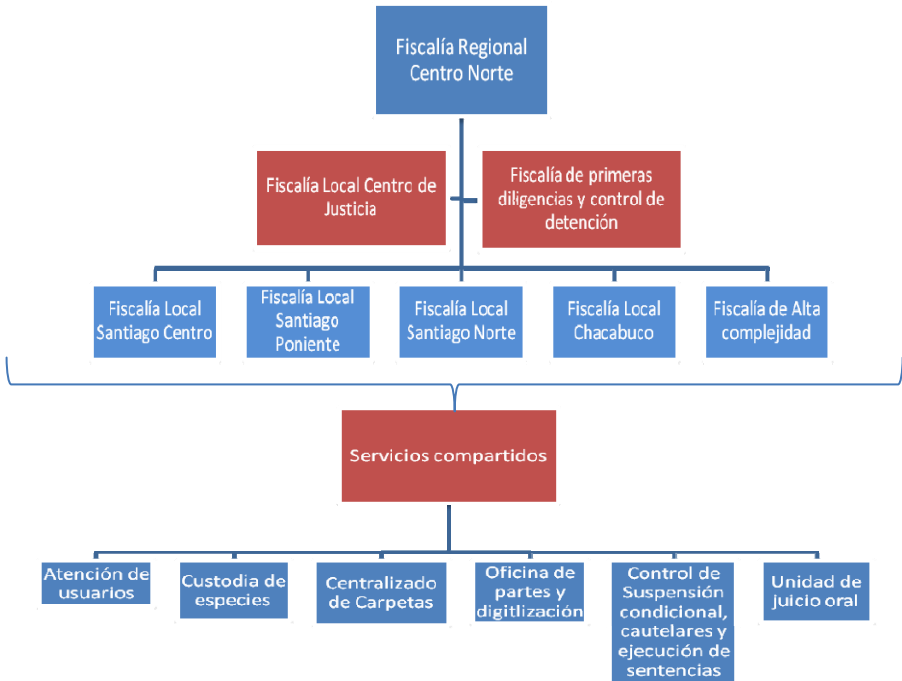 Fiscalía Regional
Centro Norte
Fiscalía Local Centro de
Justicia
Fiscalía de primeras
diligencias y control de
detención
Fiscalía Local
Santiago Centro
Fiscalía Local
Santiago
Poniente
Fiscalía Local
Santiago Norte
Fiscalía Local
Chacabuco
Fiscalía de Alta
complejidad
Servicios compartidos
Atención de
usuarios
Custodia de
especies
Centralizado
de Carpetas
Oficina de
partes y
digitlización
Control de
Suspensión
condicional,
cautelares y
ejecución de
sentencias
Unidad de
juicio oral